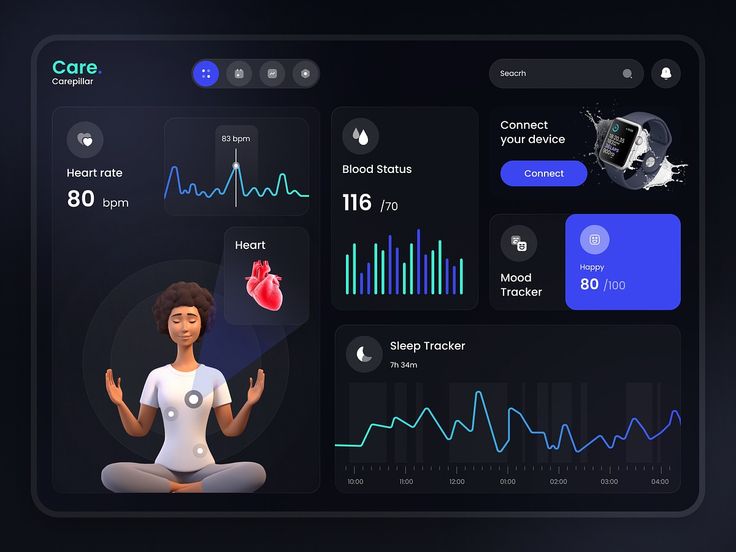 Care.
Carepillar
Seacrh
Heart rate
80 bpm
83 bpm
Heart
Blood Status
116 /70
Connect
your device
Connect
Mood
Tracker
Happy
80 /100
Sleep Tracker
7h 34m
10:00 11:00 12:00 01:00 02:00 03:00 04:00